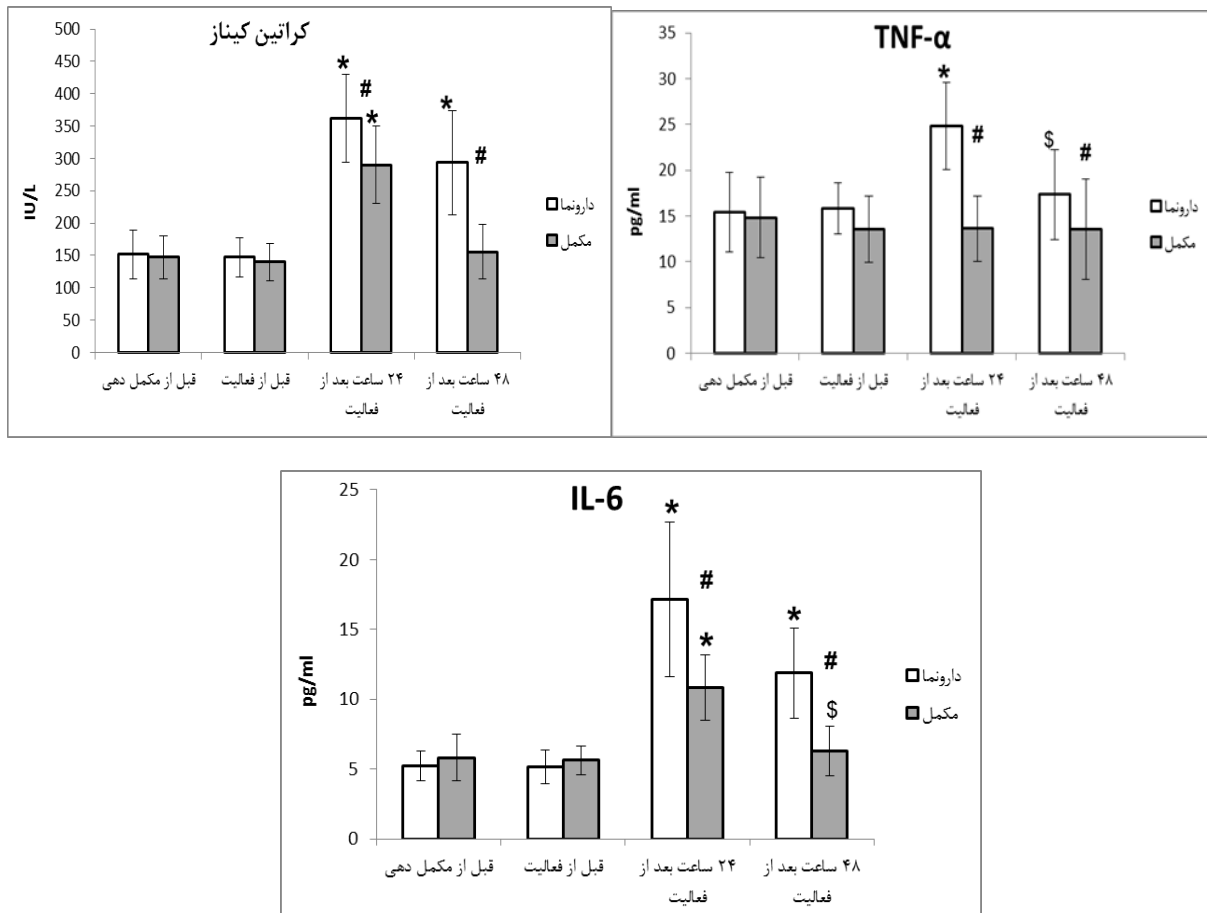 کراتین کیناز
500
450
400
350
300
250
200
150
100
50
0
IU/L
* # * * #
دارونما
مکمل
قبل از مکمل دهی قبل از فعالیت ۲۴ ساعت بعد از ۴۸ ساعت بعد از
فعالیت فعالیت
TNF-α
35
30
25
20
15
10
5
0
pg/ml
* # $ #
دارونما
مکمل
قبل از مکمل دهی قبل از فعالیت ۲۴ ساعت بعد از ۴۸ ساعت بعد از
فعالیت فعالیت
IL-6
25
20
15
10
5
0
pg/ml
* # * * # $
دارونما
مکمل
قبل از مکمل دهی قبل از فعالیت ۲۴ ساعت بعد از ۴۸ ساعت بعد از
فعالیت فعالیت